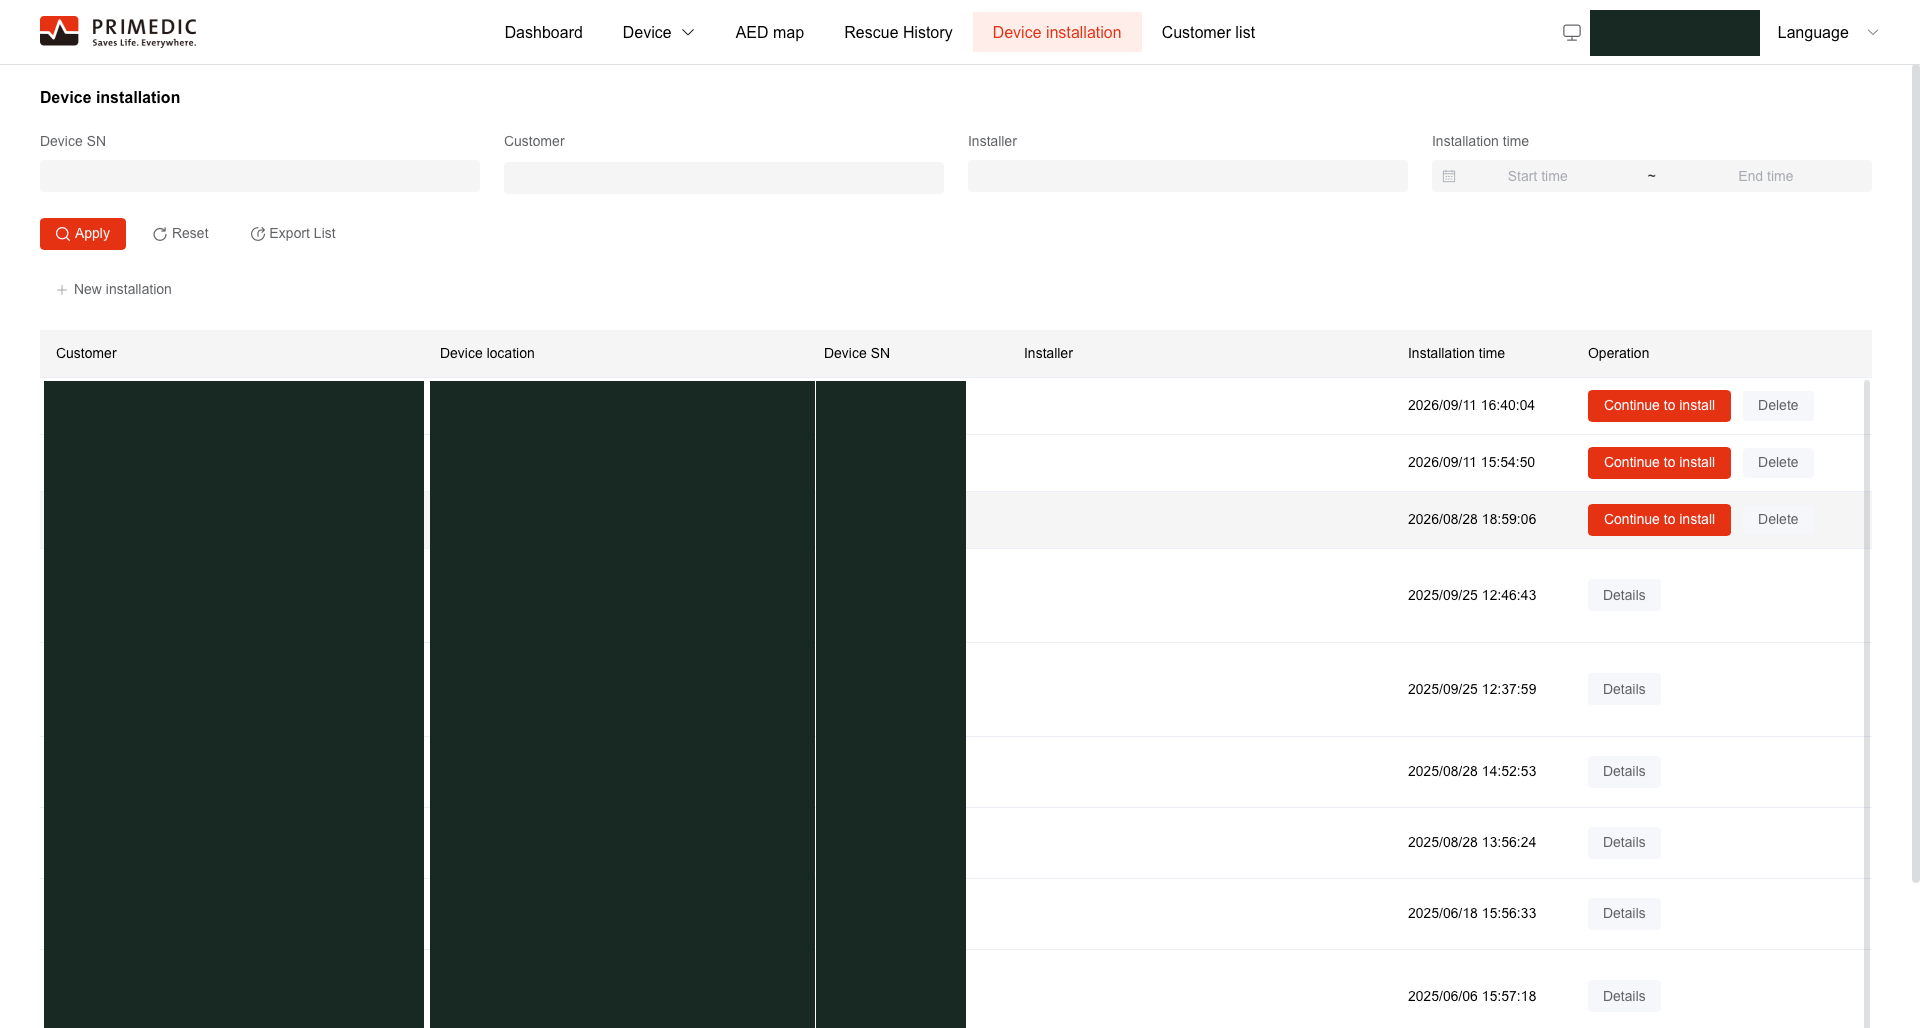 PRIMEDIC
Saves Life. Everywhere.
Dashboard
Device
AED map
Rescue History
Device installation
Customer list
Language
Device installation
Device SN
Customer
Installer
Installation time
Start time ~ End time
Apply
Reset
Export List
New installation
Customer
Device location
Device SN
Installer
Installation time
Operation
2026/09/11 16:40:04 Continue to install Delete
2026/09/11 15:54:50 Continue to install Delete
2026/08/28 18:59:06 Continue to install Delete
2025/09/25 12:46:43 Details
2025/09/25 12:37:59 Details
2025/08/28 14:52:53 Details
2025/08/28 13:56:24 Details
2025/06/18 15:56:33 Details
2025/06/06 15:57:18 Details